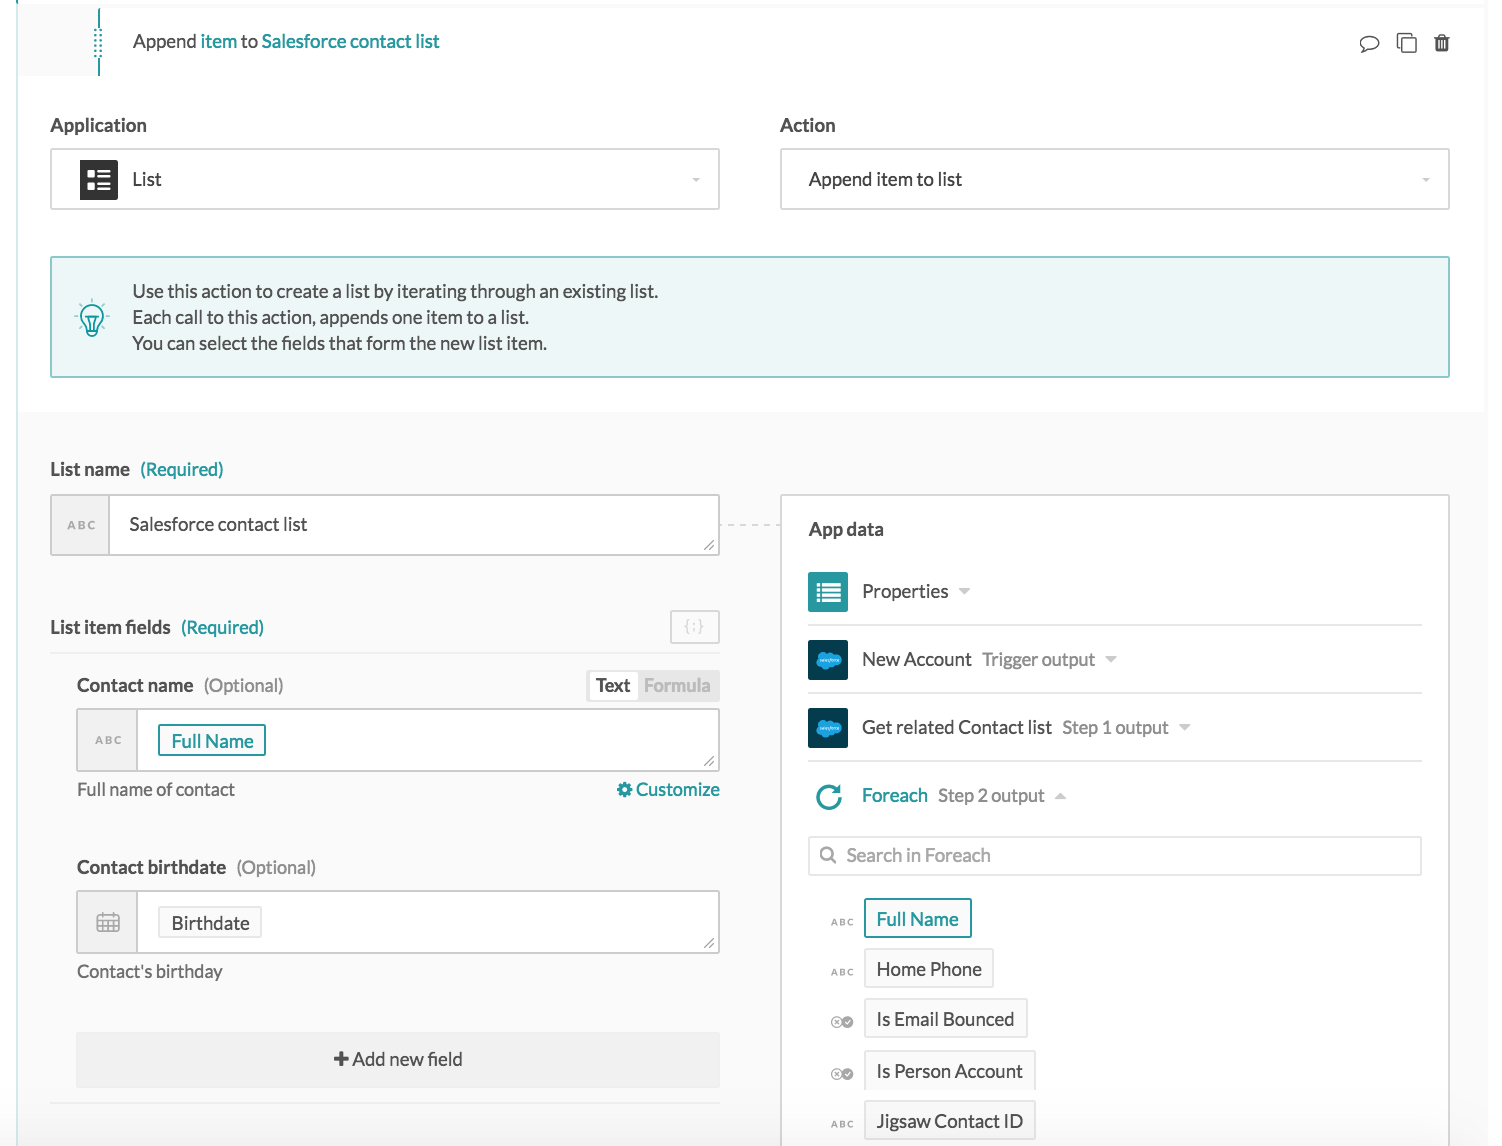 Append item to Salesforce contact list
Application
Action
List
Append item to list
Use this action to create a list by iterating through an existing list.
Each call to this action, appends one item to a list.
You can select the fields that form the new list item.
List name (Required)
ABC Salesforce contact list
List item fields (Required) {;}
Contact name (Optional) Text Formula
ABC Full Name
Full name of contact Customize
Contact birthdate (Optional)
Birthdate
Contact's birthday
Add new field
App data
Properties
salesforce New Account Trigger output
salesforce Get related Contact list Step 1 output
Foreach Step 2 output
Search in Foreach
ABC Full Name
ABC Home Phone
Is Email Bounced
Is Person Account
ABC Jigsaw Contact ID